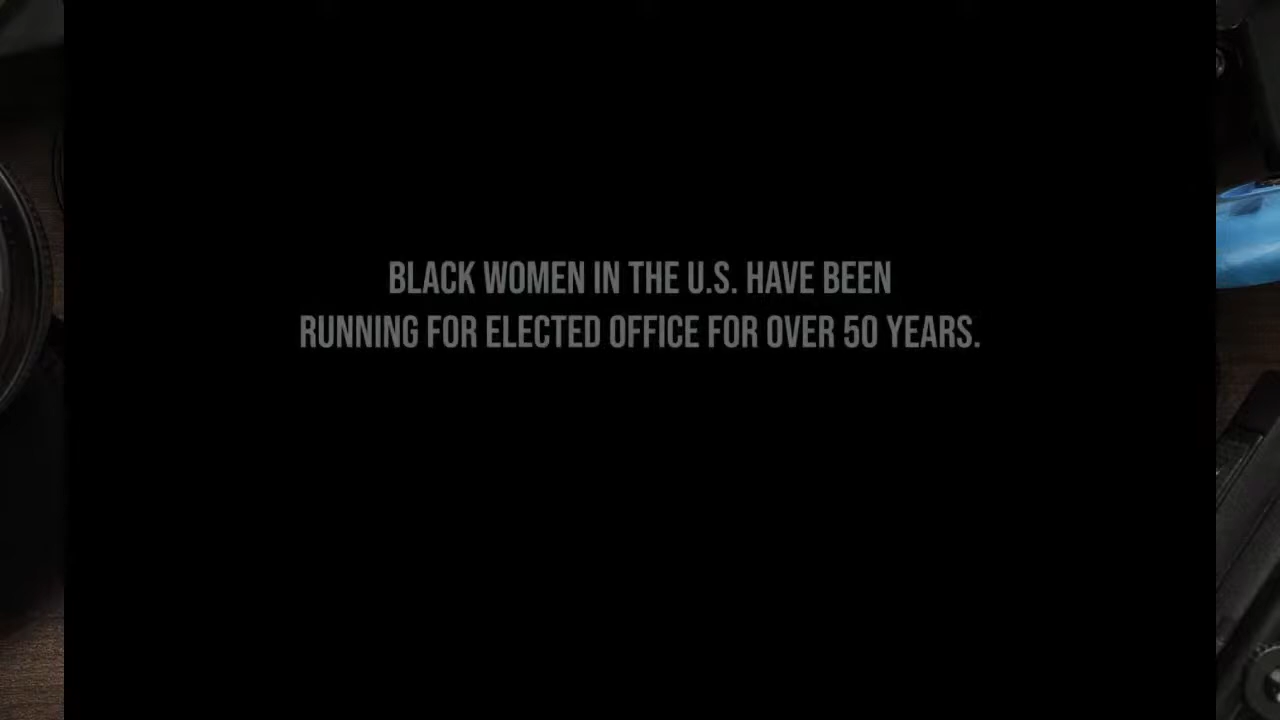 BLACK WOMEN IN THE U.S. HAVE BEEN
RUNNING FOR ELECTED OFFICE FOR OVER 50 YEARS.